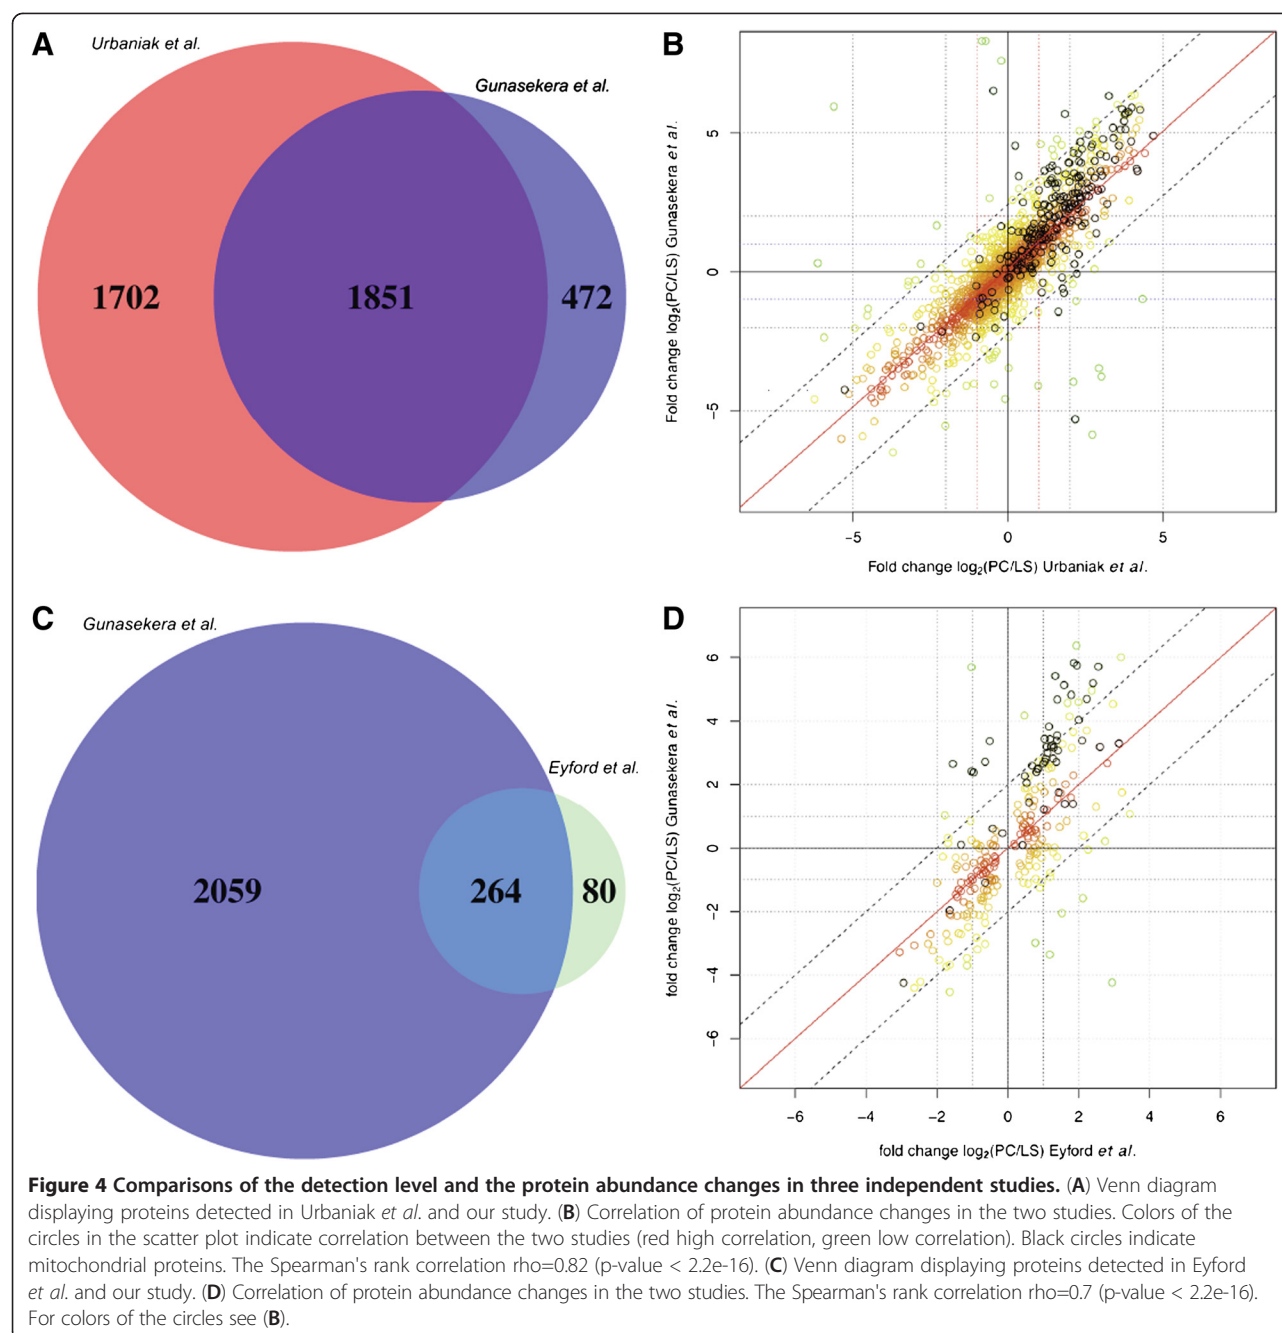 A
Urbaniak et al.
Gunasekera et al.
1702
1851
472
B
Fold change log₂(PC/LS) Gunasekera et al.
5
0
−5
−5
0
5
Fold change log₂(PC/LS) Urbaniak et al.
C
Gunasekera et al.
Eyford et al.
2059
264
80
D
fold change log₂(PC/LS) Gunasekera et al.
6
4
2
0
−2
−4
−6
−6
−4
−2
0
2
4
6
fold change log₂(PC/LS) Eyford et al.
Figure 4 Comparisons of the detection level and the protein abundance changes in three independent studies. (A) Venn diagram
displaying proteins detected in Urbaniak et al. and our study. (B) Correlation of protein abundance changes in the two studies. Colors of the
circles in the scatter plot indicate correlation between the two studies (red high correlation, green low correlation). Black circles indicate
mitochondrial proteins. The Spearman's rank correlation rho=0.82 (p-value < 2.2e-16). (C) Venn diagram displaying proteins detected in Eyford
et al. and our study. (D) Correlation of protein abundance changes in the two studies. The Spearman's rank correlation rho=0.7 (p-value < 2.2e-16).
For colors of the circles see (B).